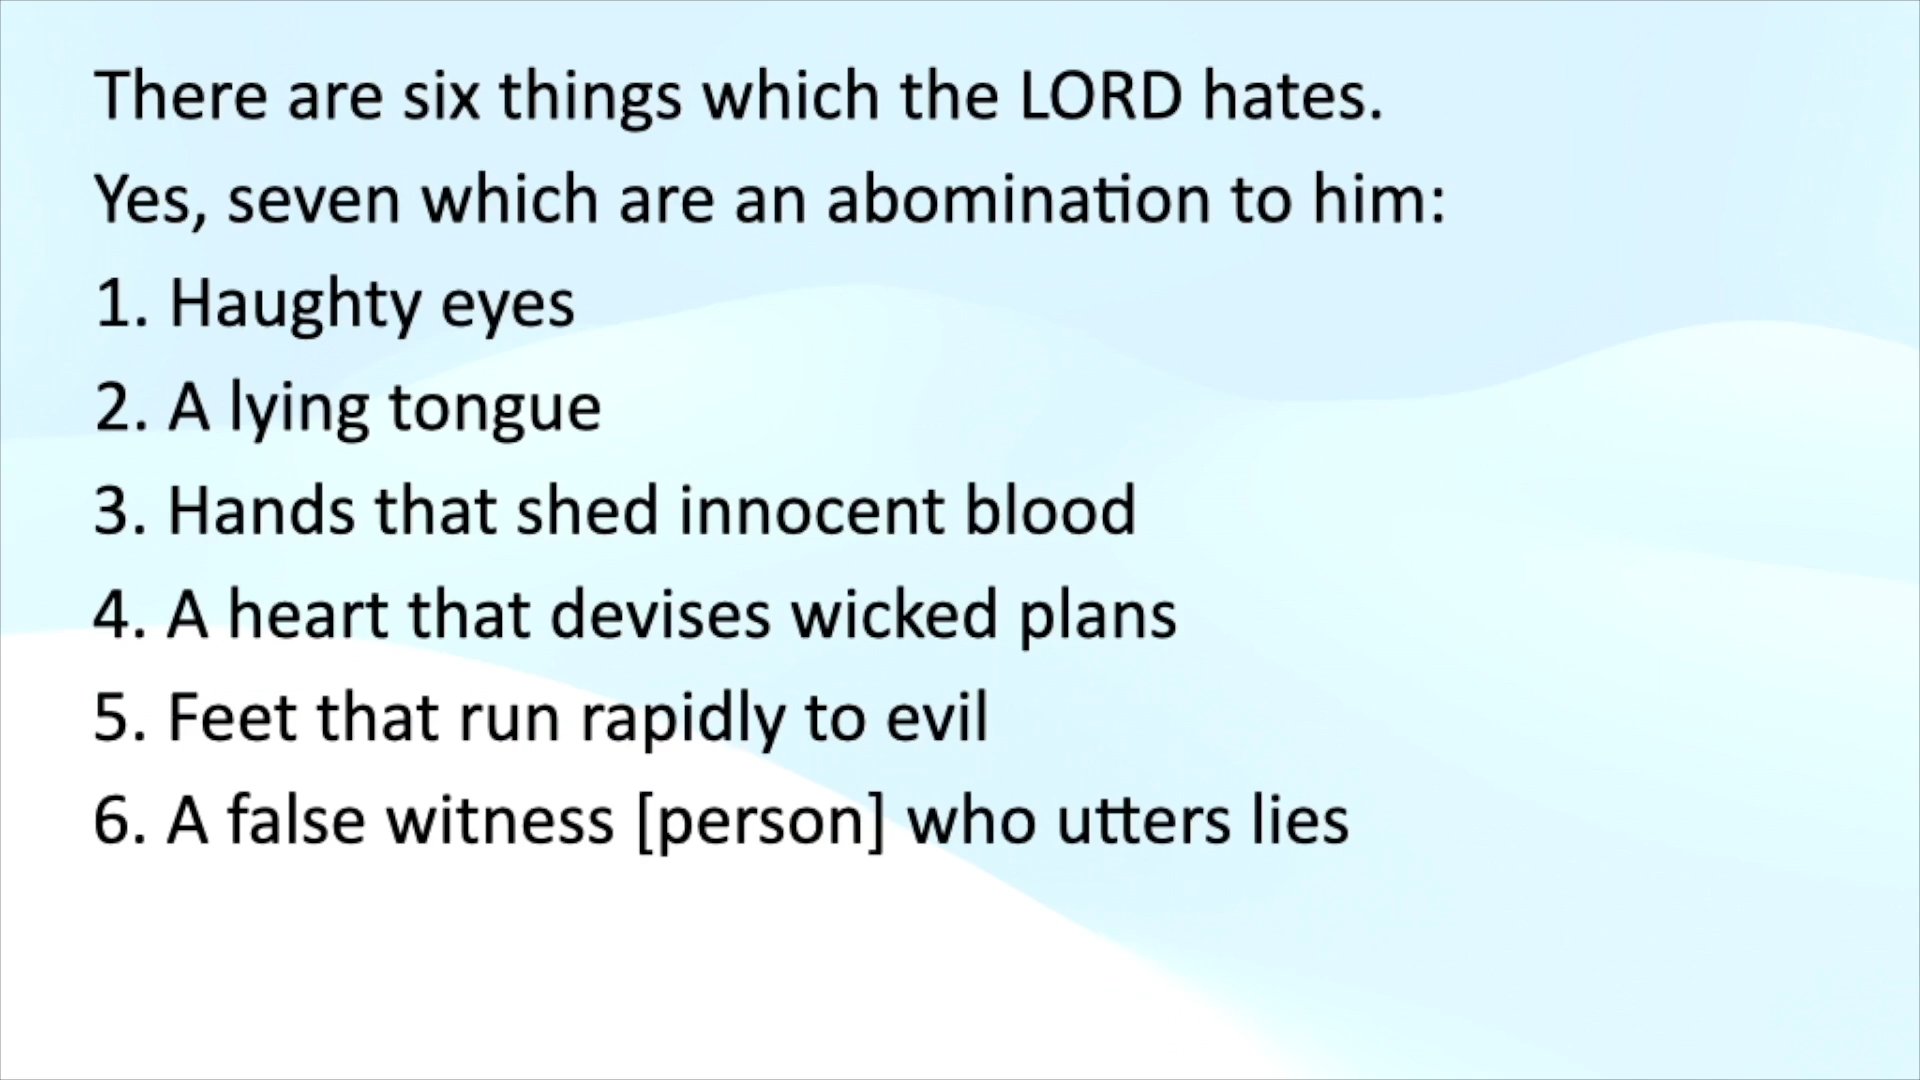 There are six things which the LORD hates.
Yes, seven which are an abomination to him:
1. Haughty eyes
2. A lying tongue
3. Hands that shed innocent blood
4. A heart that devises wicked plans
5. Feet that run rapidly to evil
6. A false witness [person] who utters lies